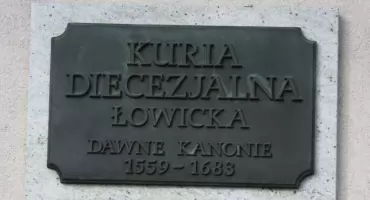 KURIA
DIECEZJALNA
ŁOWICKA
DAWNE KANONIE
1559-1683